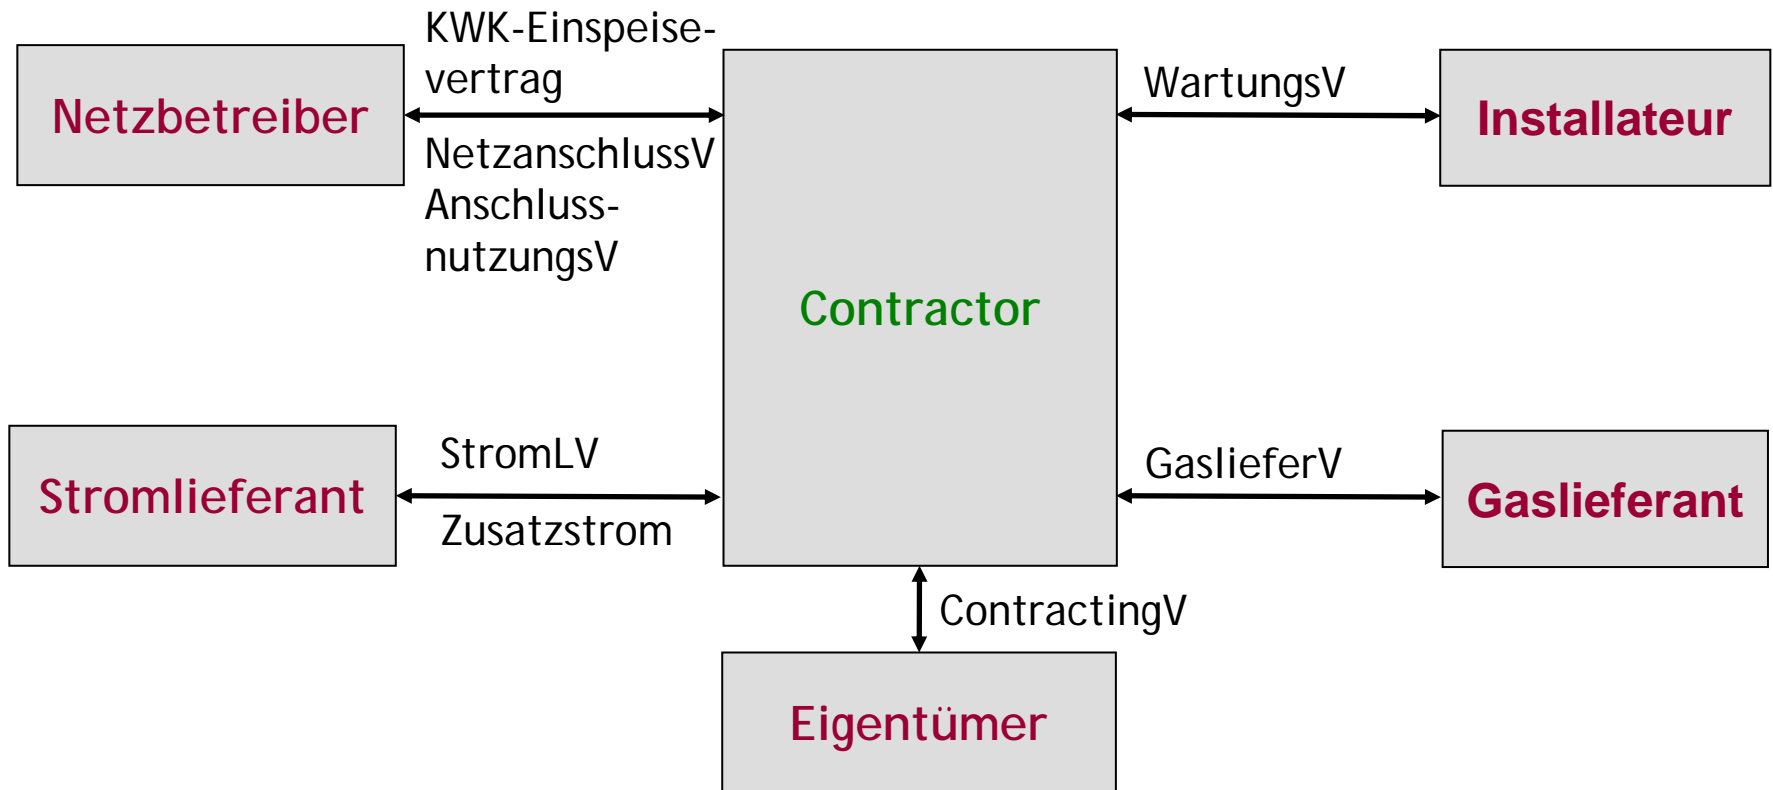 KWK-Einspeise-
vertrag
Netzbetreiber
NetzanschlussV
Anschluss-
nutzungsV
WartungsV
Installateur
Contractor
StromLV
Stromlieferant
Zusatzstrom
GaslieferV
Gaslieferant
ContractingV
Eigentümer